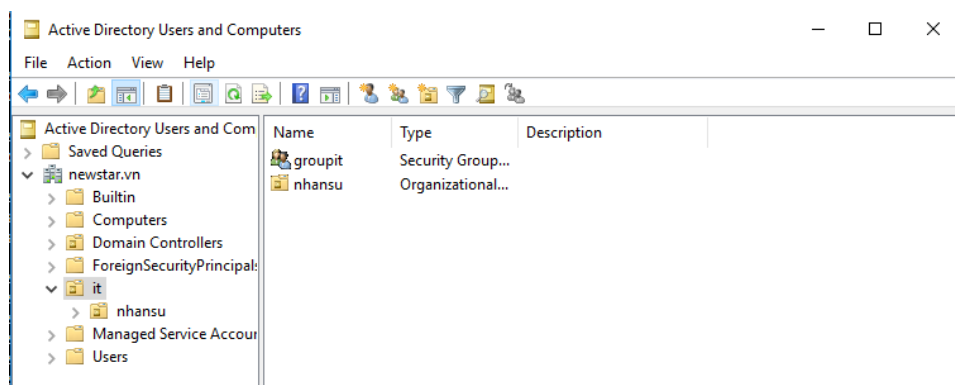 Active Directory Users and Computers
File Action View Help
Active Directory Users and Com
Saved Queries
newstar.vn
Builtin
Computers
Domain Controllers
ForeignSecurityPrincipals
it
nhansu
Managed Service Accour
Users
Name Type Description
groupit Security Group...
nhansu Organizational...